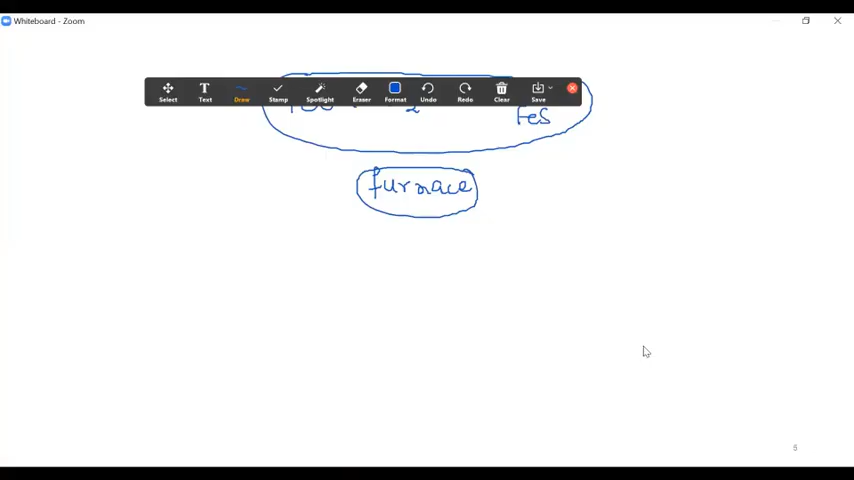 Whiteboard - Zoom
Select Text Draw Stamp Spotlight Eraser Format Undo Redo Clear Save
FeS
furnace
5